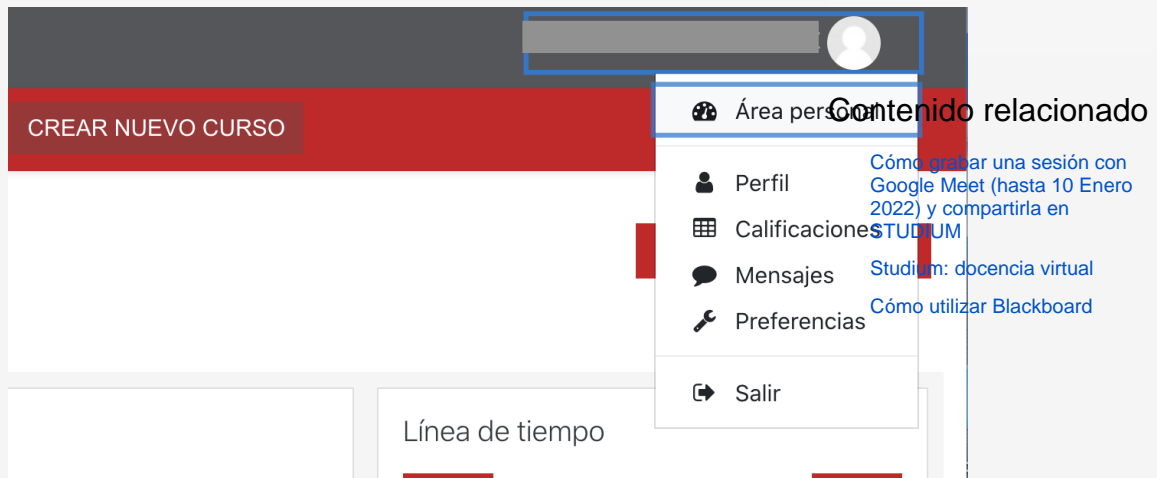 CREAR NUEVO CURSO
Área personal
Perfil
Calificaciones
Mensajes
Preferencias
Salir
Línea de tiempo
Contenido relacionado
Cómo grabar una sesión con
Google Meet (hasta 10 Enero
2022) y compartirla en
STUDIUM
Studium: docencia virtual
Cómo utilizar Blackboard